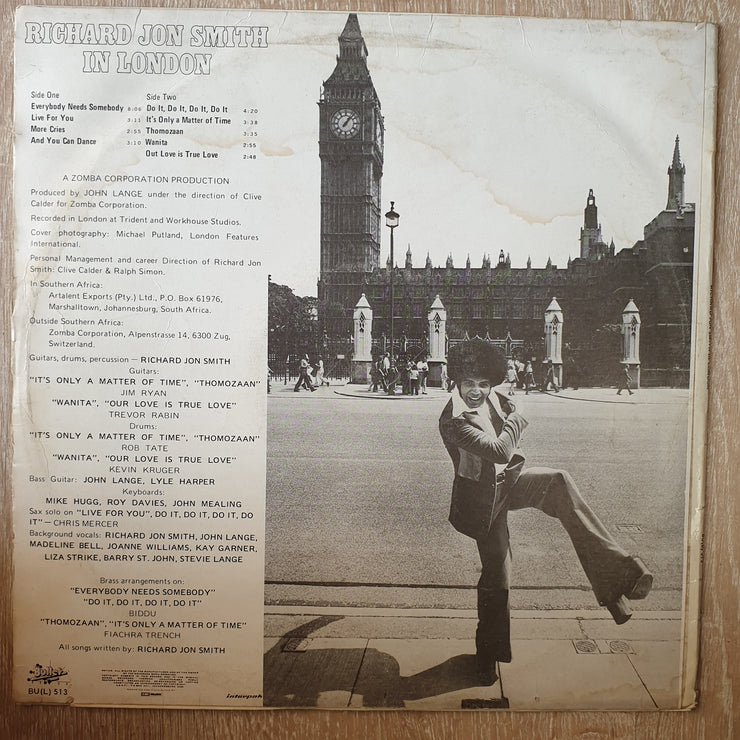 RICHARD JON SMITH
IN LONDON
Side One
Everybody Needs Somebody 8:06
Live For You 3:11
More Cries 2:55
And You Can Dance 3:10
Side Two
Do It, Do It, Do It, Do It 4:20
It's Only a Matter of Time 3:38
Thomozaan 3:35
Wanita 2:55
Out Love is True Love 2:48
A ZOMBA CORPORATION PRODUCTION
Produced by JOHN LANGE under the direction of Clive
Calder for Zomba Corporation.
Recorded in London at Trident and Workhouse Studios.
Cover photography: Michael Putland, London Features
International.
Personal Management and career Direction of Richard Jon
Smith: Clive Calder & Ralph Simon.
In Southern Africa:
Artalent Exports (Pty.) Ltd., P.O. Box 61976,
Marshalltown, Johannesburg, South Africa.
Outside Southern Africa:
Zomba Corporation, Alpenstrasse 14, 6300 Zug,
Switzerland.
Guitars, drums, percussion — RICHARD JON SMITH
Guitars:
"IT'S ONLY A MATTER OF TIME", "THOMOZAAN"
JIM RYAN
"WANITA", "OUR LOVE IS TRUE LOVE"
TREVOR RABIN
Drums:
"IT'S ONLY A MATTER OF TIME", "THOMOZAAN"
ROB TATE
"WANITA", "OUR LOVE IS TRUE LOVE"
KEVIN KRUGER
Bass Guitar: JOHN LANGE, LYLE HARPER
Keyboards:
MIKE HUGG, ROY DAVIES, JOHN MEALING
Sax solo on "LIVE FOR YOU", DO IT, DO IT, DO IT, DO
IT" — CHRIS MERCER
Background vocals: RICHARD JON SMITH, JOHN LANGE,
MADELINE BELL, JOANNE WILLIAMS, KAY GARNER,
LIZA STRIKE, BARRY ST. JOHN, STEVIE LANGE
Brass arrangements on:
"EVERYBODY NEEDS SOMEBODY"
"DO IT, DO IT, DO IT, DO IT"
BIDDU
"THOMOZAAN", "IT'S ONLY A MATTER OF TIME"
FIACHRA TRENCH
All songs written by: RICHARD JON SMITH
Bullet
BU(L) 513
interpak